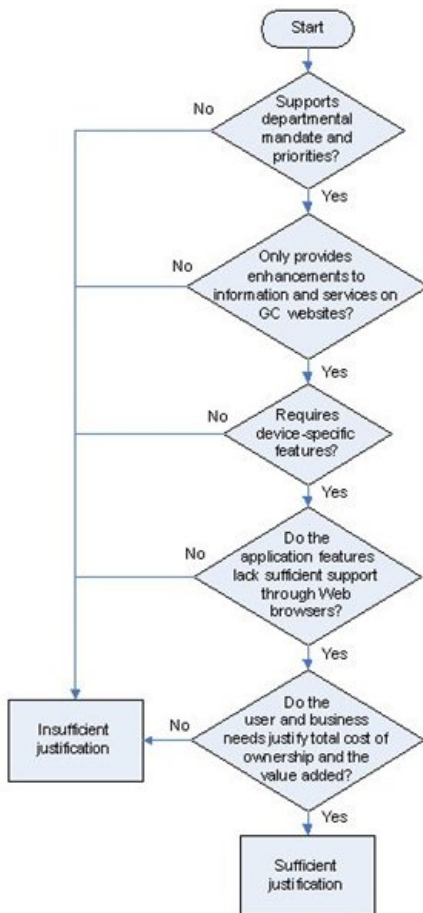 Start
No
Supports
departmental
mandate and
priorities?
Yes
No
Only provides
enhancements to
information and services on
GC websites?
Yes
No
Requires
device-specific
features?
Yes
No
Do the
application features
lack sufficient support
through Web
browsers?
Yes
Insufficient
justification
No
Do the
user and business
needs justify total cost of
ownership and the
value added?
Yes
Sufficient
justification